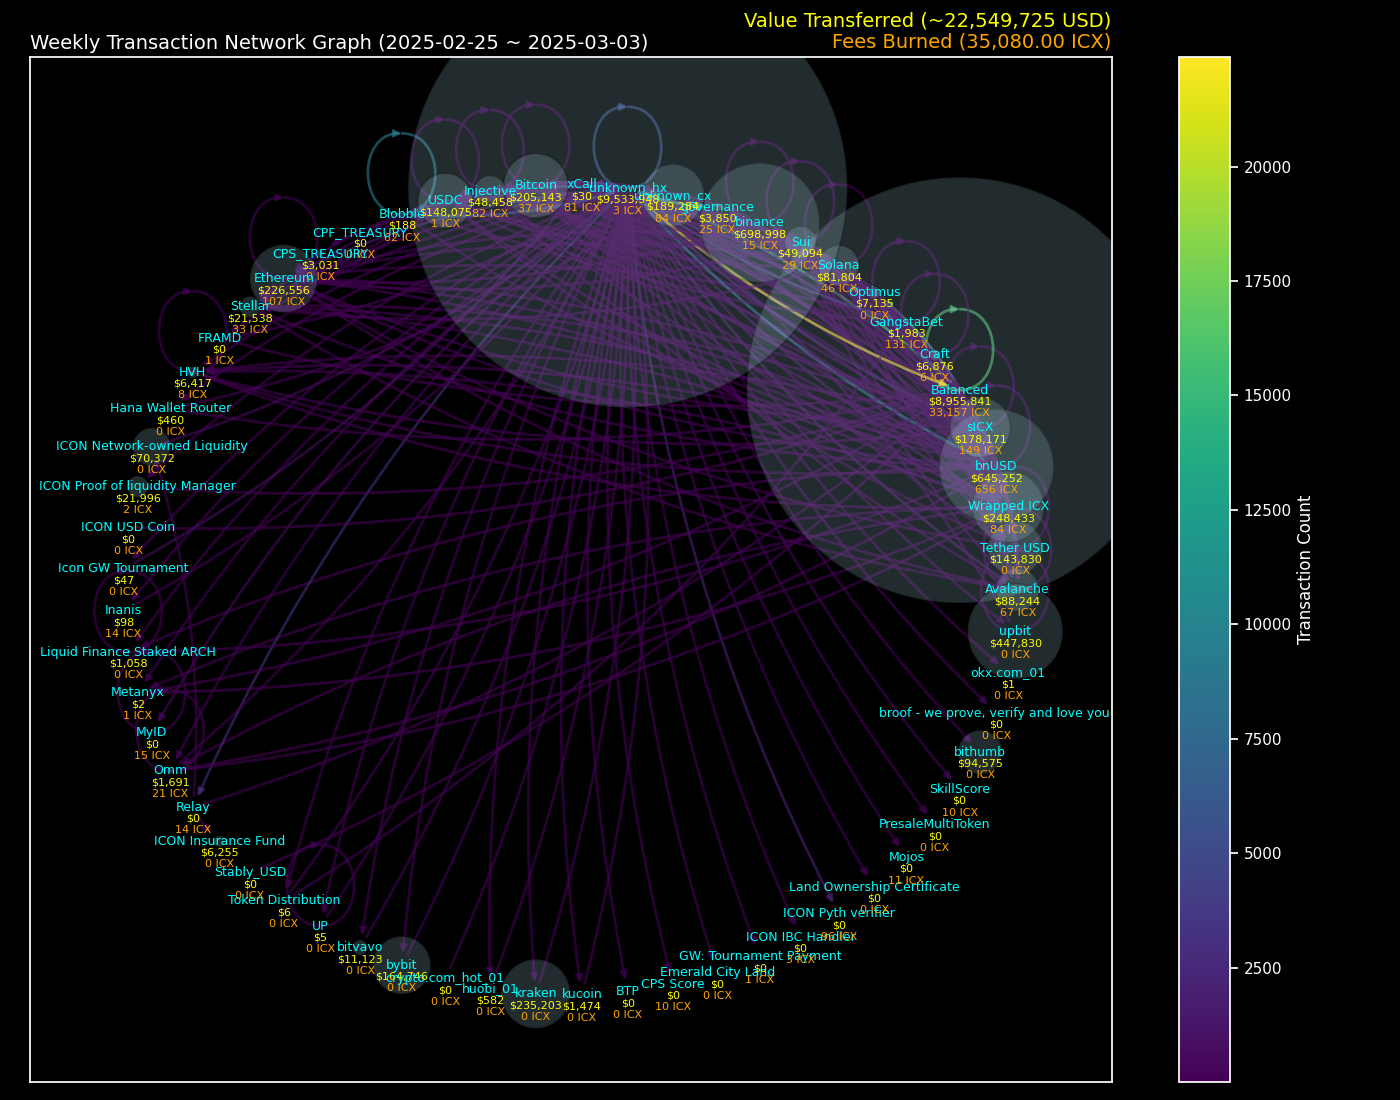 Value Transferred (~22,549,725 USD)
Weekly Transaction Network Graph (2025-02-25 ~ 2025-03-03)
Fees Burned (35,080.00 ICX)
unknown_hx
$9,533,948
3 ICX
xCall
$30
81 ICX
Bitcoin
$205,143
37 ICX
Injective
$48,458
82 ICX
USDC
$148,075
1 ICX
Blobble
$188
62 ICX
CPF_TREASURY
$0
CPS_TREASURY
$3,031
0 ICX
Ethereum
$226,556
107 ICX
Stellar
$21,538
33 ICX
FRAMD
$0
1 ICX
HVH
$6,417
8 ICX
Hana Wallet Router
$460
0 ICX
ICON Network-owned Liquidity
$70,372
0 ICX
ICON Proof of liquidity Manager
$21,996
2 ICX
ICON USD Coin
$0
0 ICX
Icon GW Tournament
$47
0 ICX
Inanis
$98
14 ICX
Liquid Finance Staked ARCH
$1,058
0 ICX
Metanyx
$2
1 ICX
MyID
$0
15 ICX
Omm
$1,691
21 ICX
Relay
$0
14 ICX
ICON Insurance Fund
$6,255
0 ICX
Stably_USD
$0
0 ICX
Token Distribution
$6
0 ICX
UP
$5
0 ICX
bitvavo
$11,123
0 ICX
bybit
$164,746
0 ICX
crypto.com_hot_01
$0
0 ICX
huobi_01
$582
0 ICX
kraken
$235,203
0 ICX
kucoin
$1,474
0 ICX
BTP
$0
0 ICX
CPS Score
$0
10 ICX
Emerald City Land
$0
0 ICX
GW: Tournament Payment
$0
1 ICX
ICON IBC Handler
$0
ICON Pyth verifier
$0
Land Ownership Certificate
$0
0 ICX
Mojos
$0
11 ICX
PresaleMultiToken
$0
0 ICX
SkillScore
$0
10 ICX
bithumb
$94,575
0 ICX
broof - we prove, verify and love you
$0
0 ICX
okx.com_01
$1
0 ICX
upbit
$447,830
0 ICX
Avalanche
$88,244
67 ICX
Tether USD
$143,830
0 ICX
Wrapped ICX
$248,433
84 ICX
bnUSD
$645,252
656 ICX
sICX
$178,171
149 ICX
Balanced
$8,955,841
33,157 ICX
Craft
$6,876
6 ICX
GangstaBet
$1,983
131 ICX
Optimus
$7,135
0 ICX
Solana
$81,804
46 ICX
Sui
$49,094
29 ICX
binance
$698,998
15 ICX
$3,850
25 ICX
unknown_cx
$189,284
84 ICX
20000
17500
15000
12500
10000
7500
5000
2500
Transaction Count